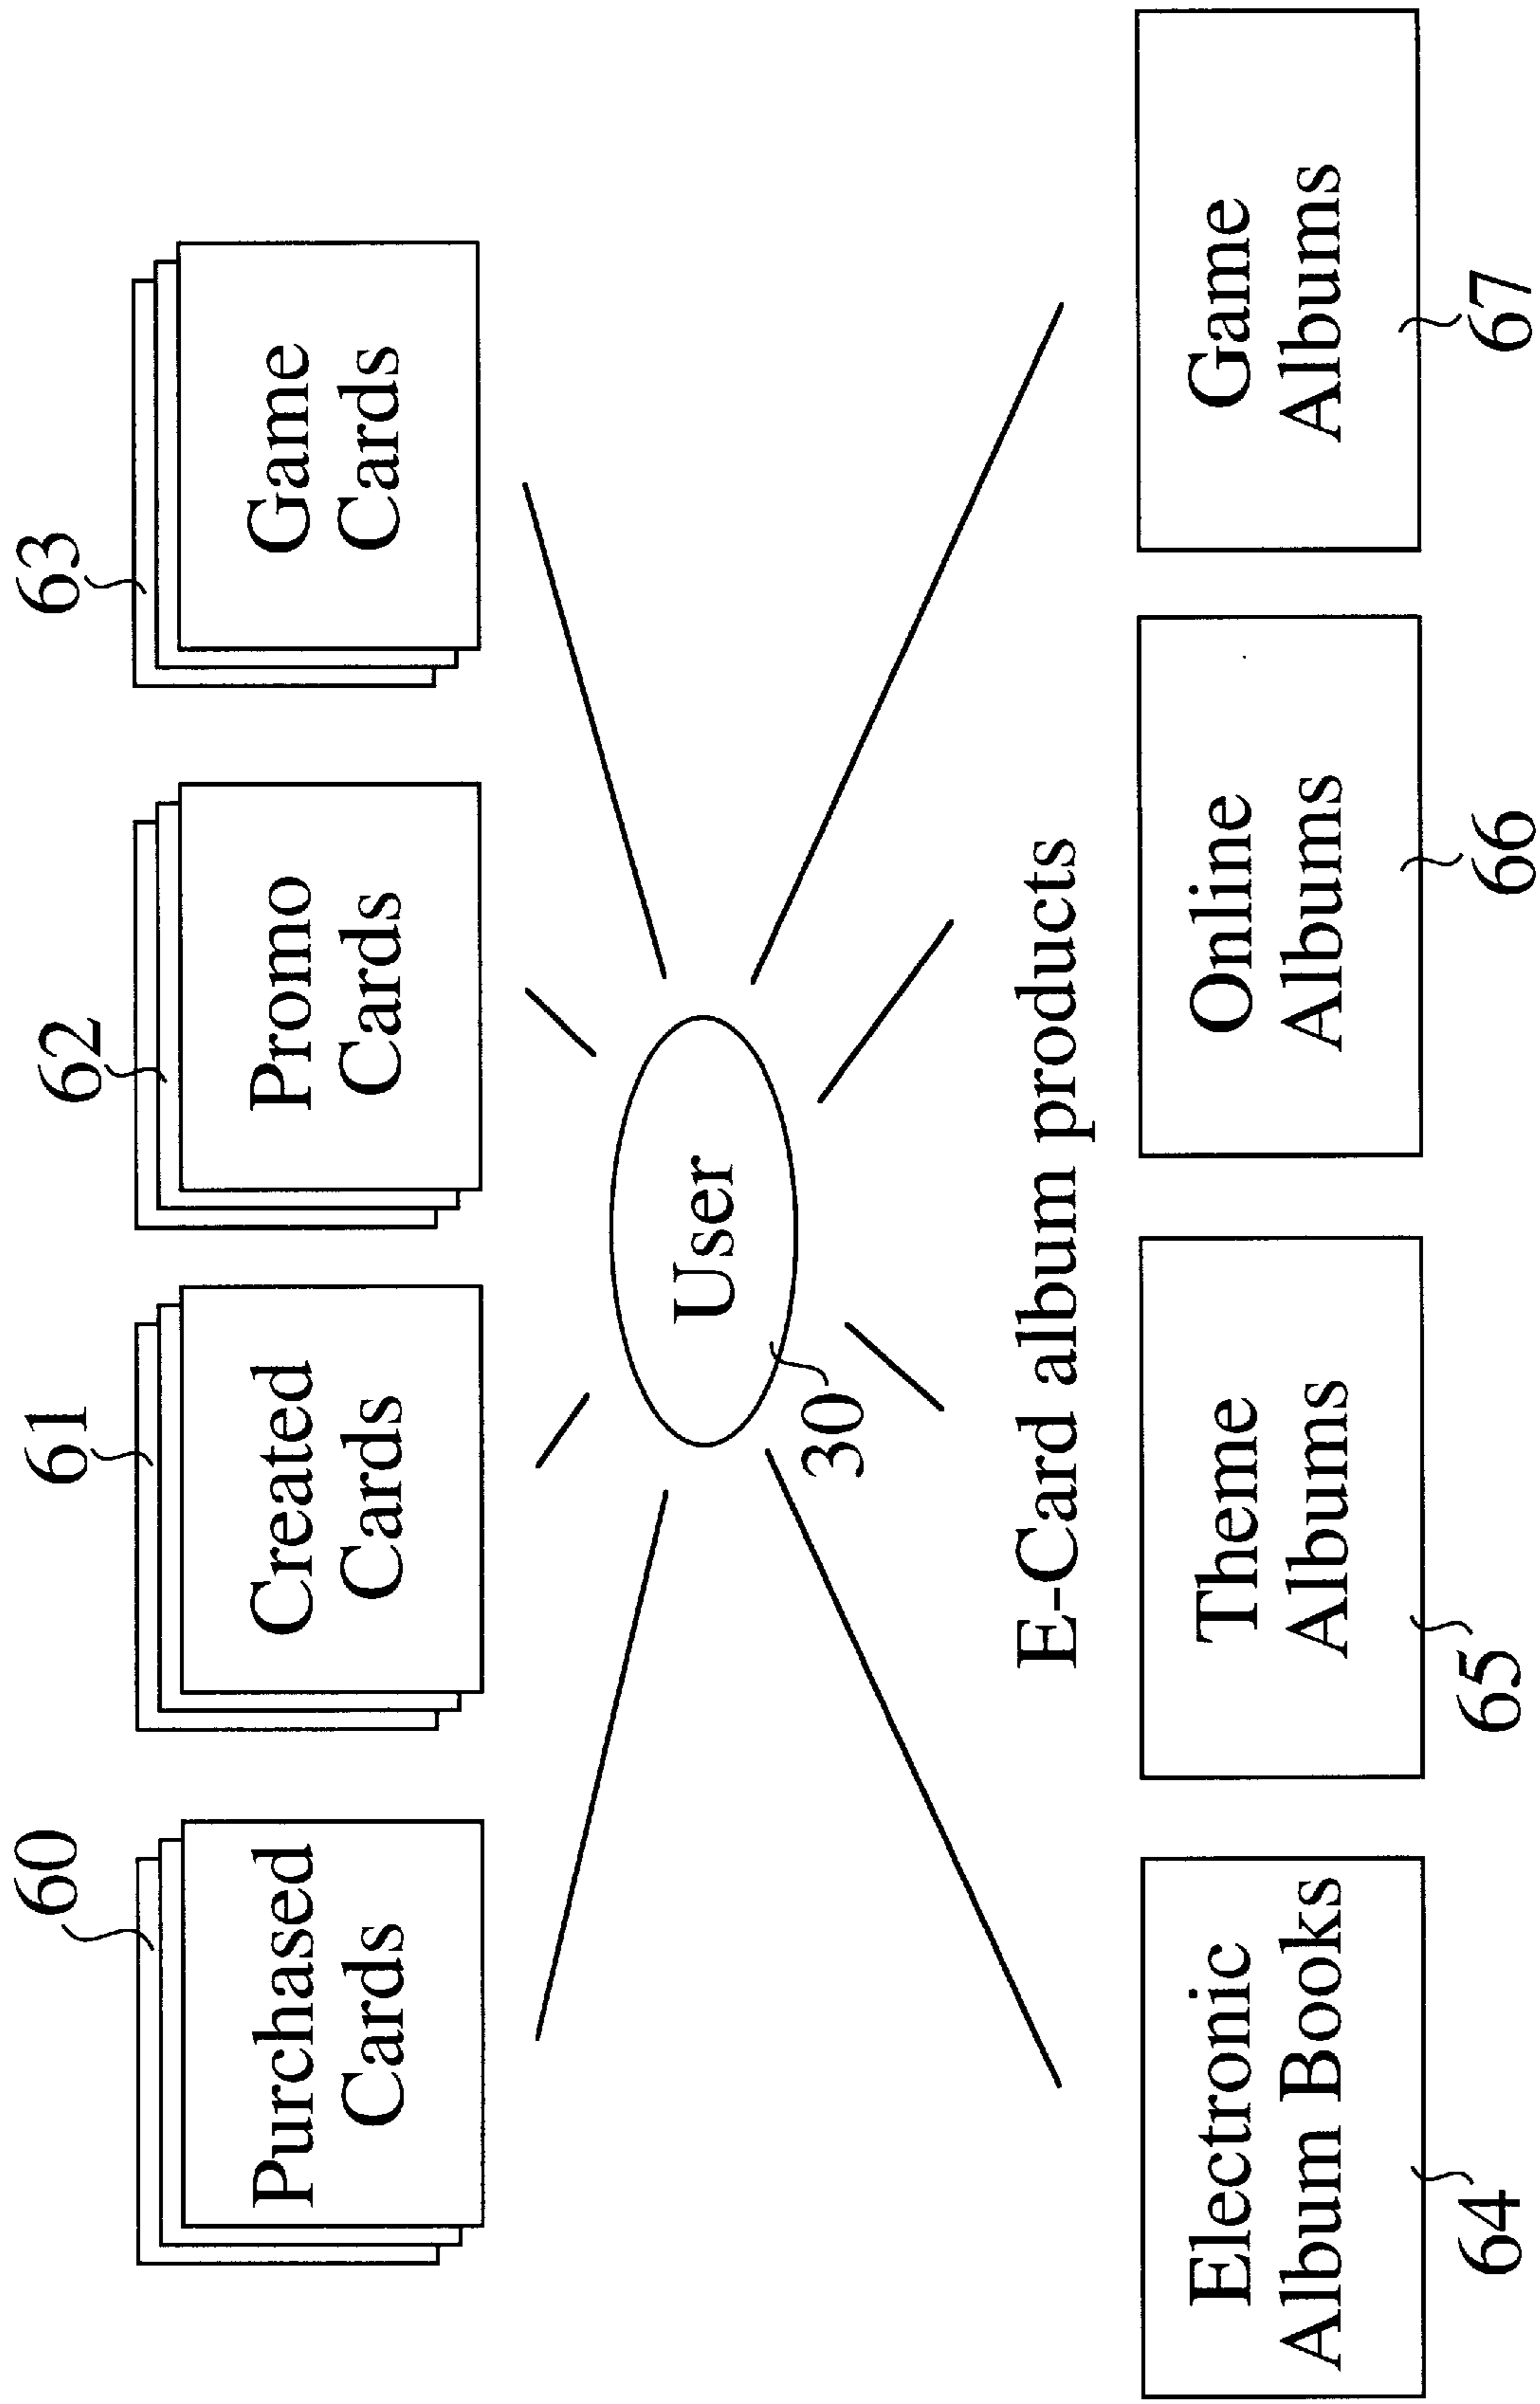 60
61
62
63
Purchased
Cards
Created
Cards
Promo
Cards
Game
Cards
User
30
E-Card album products
Electronic
Album Books
Theme
Albums
Online
Albums
Game
Albums
64
65
66
67